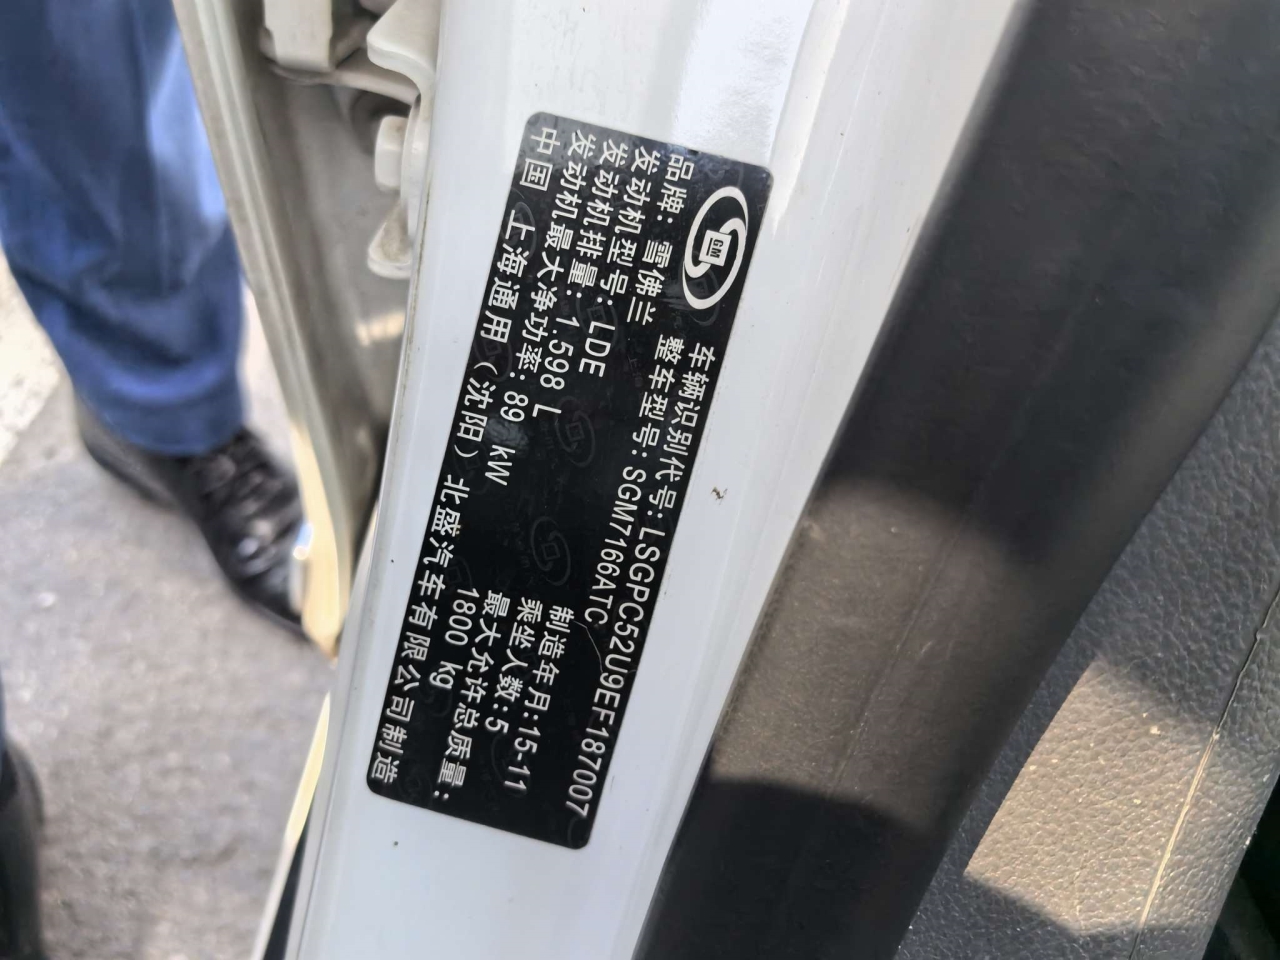 GM
车辆识别代号:LSGPC52U9EF187007
品牌: 雪佛兰 整车型号:SGM7166ATC
发动机型号:LDE 制造年月:15-11
发动机排量:1.598 L 乘坐人数:5
发动机最大净功率:89 kW 最大允许总质量:
1800 kg
中国 上海通用（沈阳）北盛汽车有限公司制造